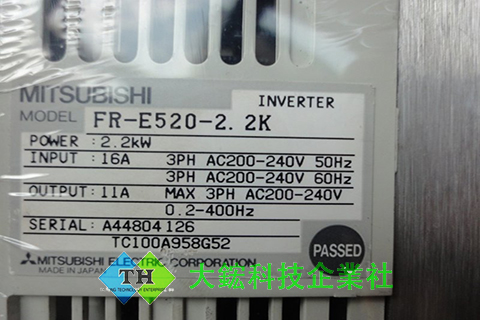 MITSUBISHI
INVERTER
MODEL FR-E520-2.2K
POWER : 2.2kW
INPUT : 16A 3PH AC200-240V 50Hz
3PH AC200-240V 60Hz
OUTPUT: 11A MAX 3PH AC200-240V
0.2-400Hz
SERIAL: A44804126
TC100A958G52
PASSED
MITSUBISHI ELECTRIC CORPORATION
MADE IN JAPAN
TH
大鋐科技企業社